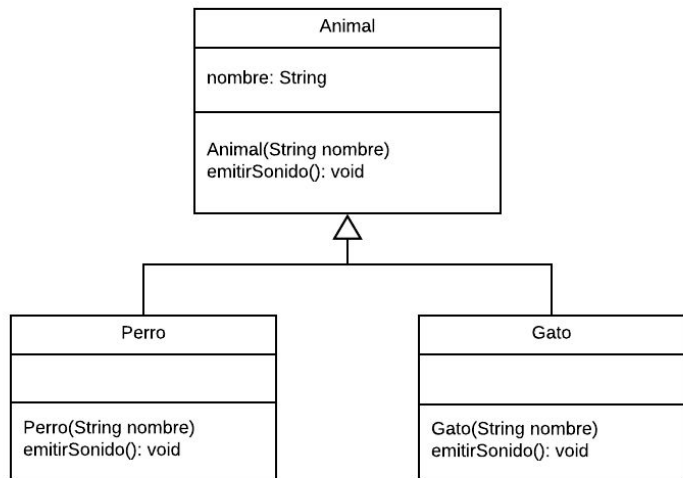 Animal
nombre: String
Animal(String nombre)
emitirSonido(): void
Perro
Perro(String nombre)
emitirSonido(): void
Gato
Gato(String nombre)
emitirSonido(): void